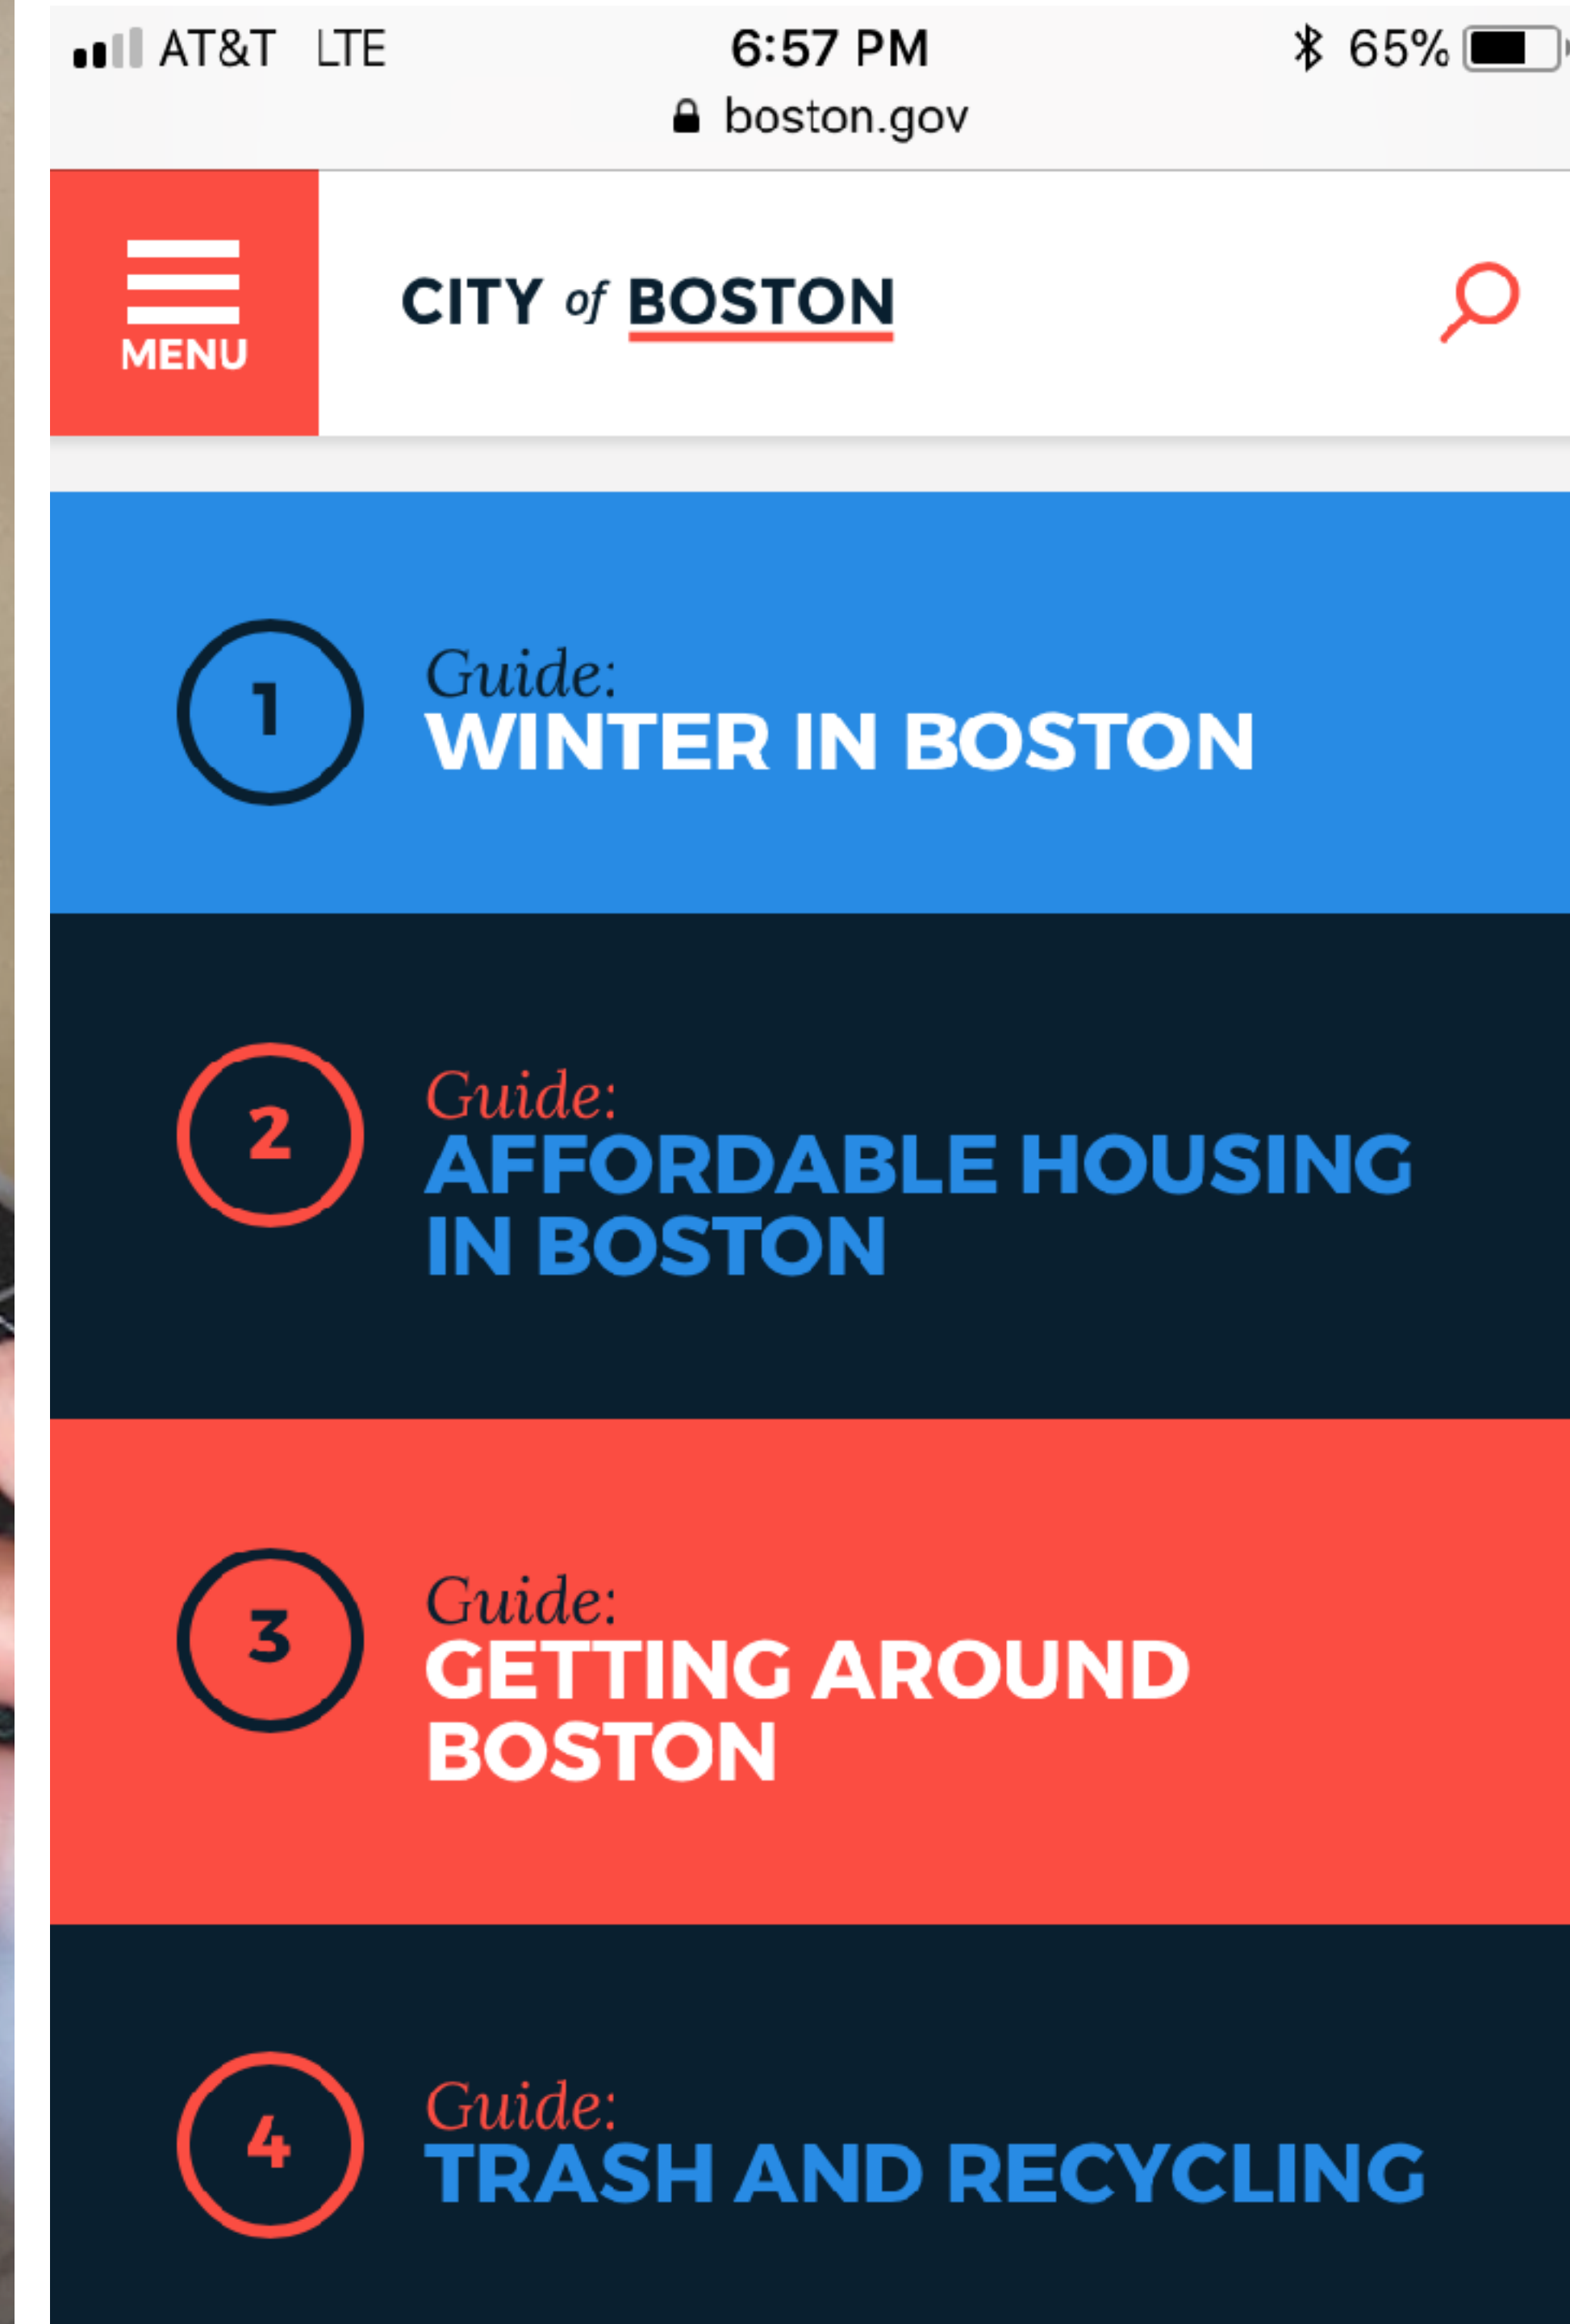 AT&T LTE 6:57 PM 65%
boston.gov
MENU
CITY of BOSTON
1
Guide:
WINTER IN BOSTON
2
Guide:
AFFORDABLE HOUSING
IN BOSTON
3
Guide:
GETTING AROUND
BOSTON
4
Guide:
TRASH AND RECYCLING